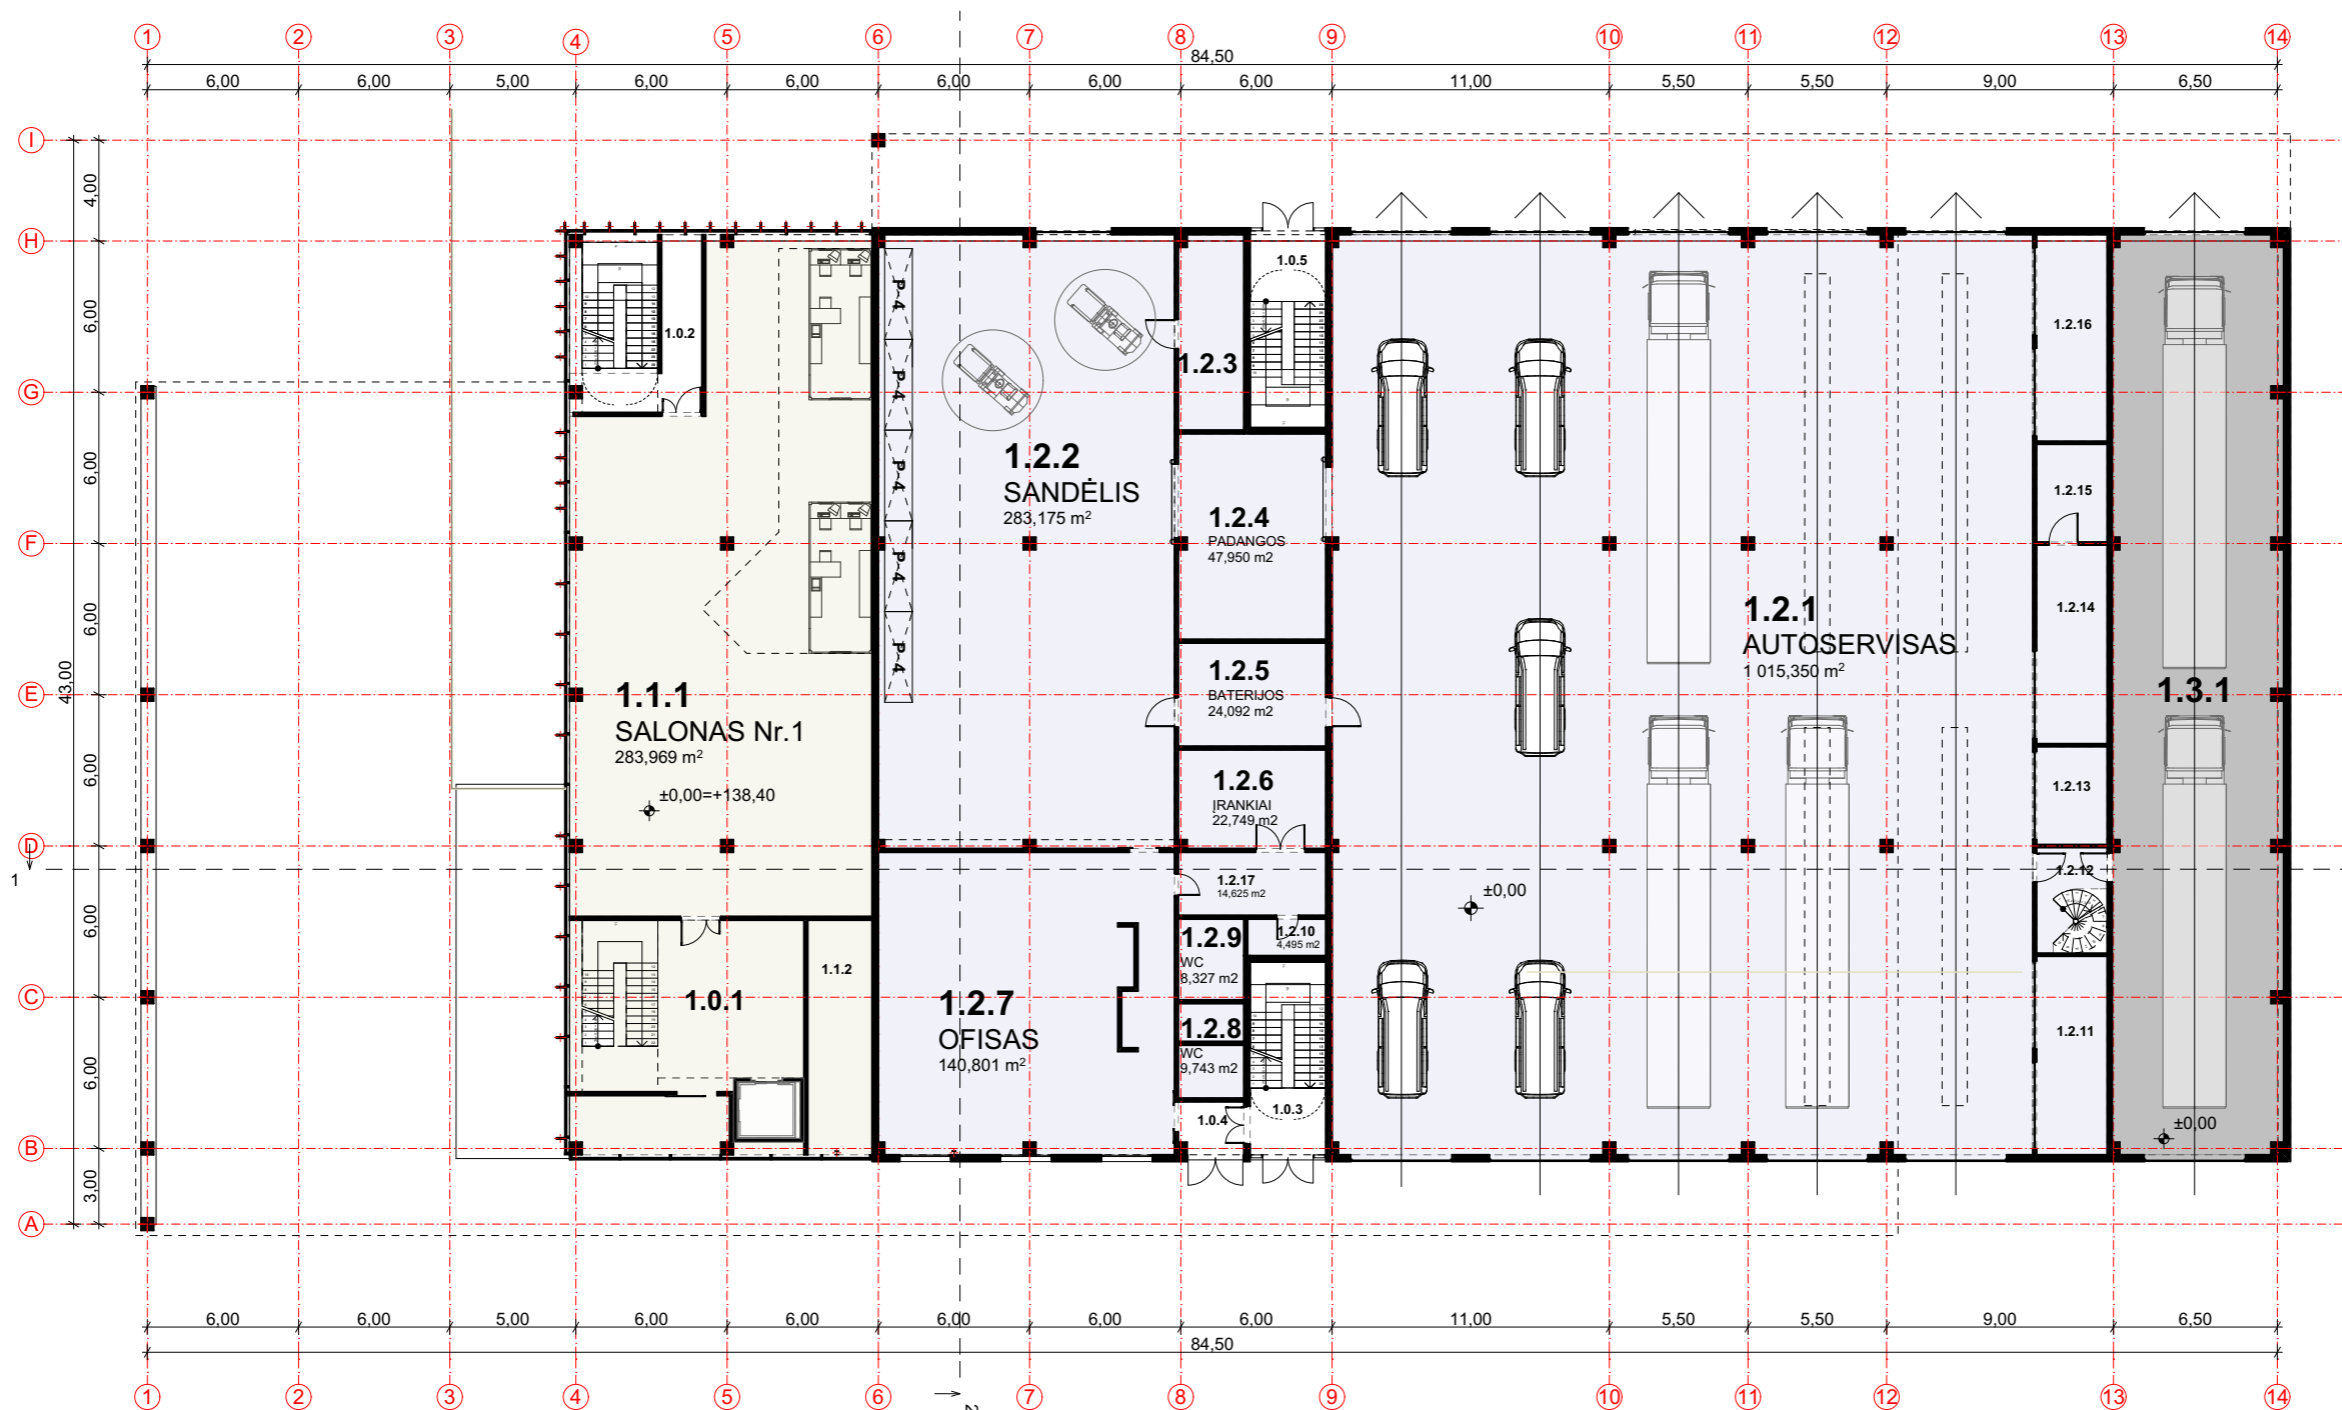 1 2 3 4 5 6 7 8 9 10 11 12 13 14
84,50
6,00 6,00 5,00 6,00 6,00 6,00 6,00 6,00 11,00 5,50 5,50 9,00 6,50
I
4,00
H
6,00
G
6,00
F
6,00
E
43,00
6,00
D
1
6,00
C
6,00
B
3,00
A
1.0.2
P-4
P-4
P-4
P-4
P-4
1.2.3
1.0.5
1.2.16
1.2.2
SANDĖLIS
283,175 m²
1.2.4
PADANGOS
47,950 m2
1.2.15
1.2.14
1.2.1
AUTOSERVISAS
1 015,350 m²
1.1.1
SALONAS Nr.1
283,969 m²
±0,00=+138,40
1.2.5
BATERIJOS
24,092 m2
1.3.1
1.2.6
ĮRANKIAI
22,749 m2
1.2.13
1.2.17
14,625 m2
±0,00
1.2.12
1.2.9
WC
8,327 m2
1.2.10
4,495 m2
1.1.2
1.0.1
1.2.7
OFISAS
140,801 m²
1.2.8
WC
9,743 m2
1.2.11
1.0.4
1.0.3
±0,00
6,00 6,00 5,00 6,00 6,00 6,00 6,00 6,00 11,00 5,50 5,50 9,00 6,50
84,50
1 2 3 4 5 6 7 8 9 10 11 12 13 14